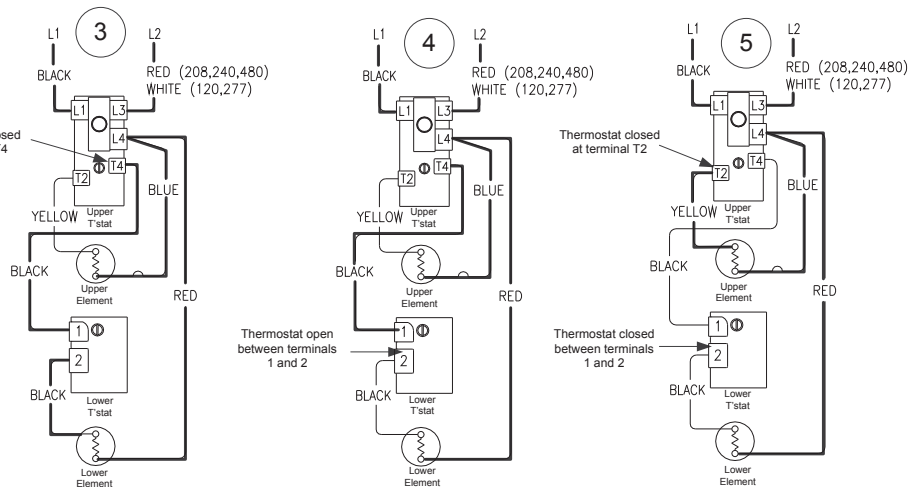 L1
3
L2
BLACK
RED (208,240,480)
WHITE (120,277)
L1
L3
L4
T4
T2
T4
BLUE
Upper
T'stat
YELLOW
BLACK
Upper
Element
RED
1
2
BLACK
Lower
T'stat
Lower
Element
L1
4
L2
BLACK
RED (208,240,480)
WHITE (120,277)
L1
L3
L4
T4
T2
BLUE
Upper
T'stat
YELLOW
BLACK
Upper
Element
RED
Thermostat open
between terminals
1 and 2
1
2
BLACK
Lower
T'stat
Lower
Element
L1
5
L2
BLACK
RED (208,240,480)
WHITE (120,277)
L1
L3
L4
Thermostat closed
at terminal T2
T4
T2
BLUE
Upper
T'stat
YELLOW
BLACK
Upper
Element
RED
Thermostat closed
between terminals
1 and 2
1
2
BLACK
Lower
T'stat
Lower
Element